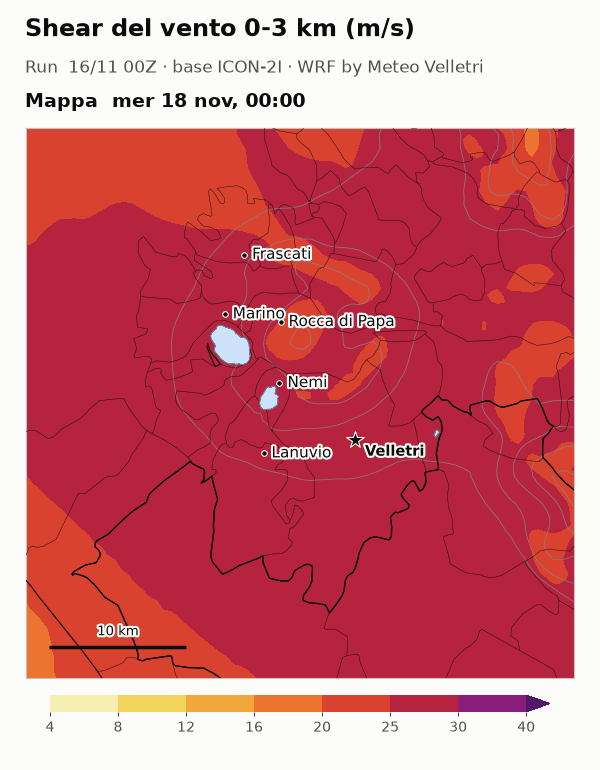 Shear del vento 0-3 km (m/s)
Run 16/11 00Z · base ICON-2I · WRF by Meteo Velletri
Mappa mer 18 nov, 00:00
Frascati
Marino
Rocca di Papa
Nemi
Velletri
Lanuvio
10 km
4 8 12 16 20 25 30 40